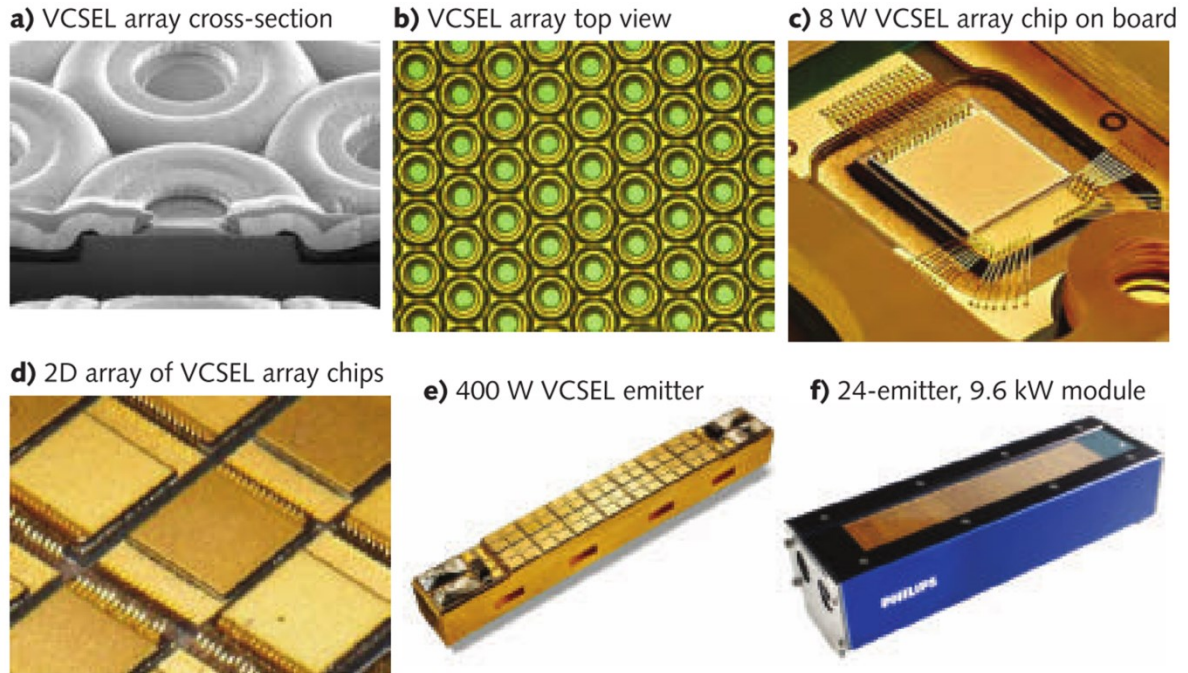 a) VCSEL array cross-section
b) VCSEL array top view
c) 8 W VCSEL array chip on board
d) 2D array of VCSEL array chips
e) 400 W VCSEL emitter
f) 24-emitter, 9.6 kW module
PHILIPS